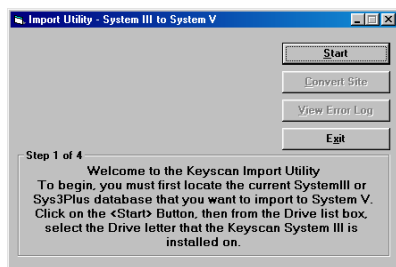 Import Utility - System III to System V
Start
Convert Site
View Error Log
Exit
Step 1 of 4
Welcome to the Keyscan Import Utility
To begin, you must first locate the current SystemIII or
Sys3Plus database that you want to import to System V.
Click on the <Start> Button, then from the Drive list box,
select the Drive letter that the Keyscan System III is
installed on.